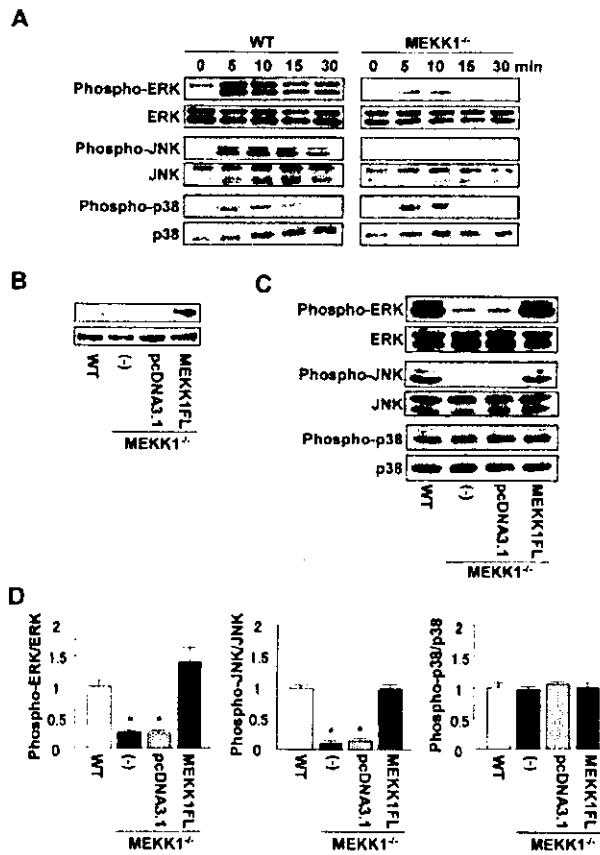 A
WT MEKK1-/-
0 5 10 15 30 0 5 10 15 30 min
Phospho-ERK
ERK
Phospho-JNK
JNK
Phospho-p38
p38
B
WT (-) pcDNA3.1 MEKK1FL
MEKK1-/-
C
Phospho-ERK
ERK
Phospho-JNK
JNK
Phospho-p38
p38
WT (-) pcDNA3.1 MEKK1FL
MEKK1-/-
D
Phospho-ERK/ERK
2
1.5
1
0.5
0
* *
WT (-) pcDNA3.1 MEKK1FL
MEKK1-/-
Phospho-JNK/JNK
2
1.5
1
0.5
0
* *
WT (-) pcDNA3.1 MEKK1FL
MEKK1-/-
Phospho-p38/p38
2
1.5
1
0.5
0
WT (-) pcDNA3.1 MEKK1FL
MEKK1-/-